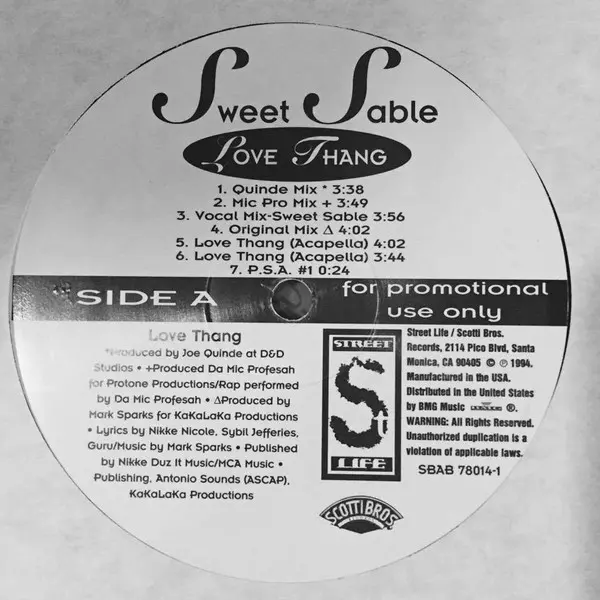 Sweet Sable
Love Thang
1. Quinde Mix * 3:38
2. Mic Pro Mix + 3:49
3. Vocal Mix-Sweet Sable 3:56
4. Original Mix Δ 4:02
5. Love Thang (Acapella) 4:02
6. Love Thang (Acapella) 3:44
7. P.S.A. #1 0:24
SIDE A
for promotional
use only
Love Thang
*Produced by Joe Quinde at D&D
Studios • +Produced Da Mic Profesah
for Protone Productions/Rap performed
by Da Mic Profesah • ΔProduced by
Mark Sparks for KaKaLaKa Productions
• Lyrics by Nikke Nicole, Sybil Jefferies,
Guru/Music by Mark Sparks • Published
by Nikke Duz It Music/MCA Music •
Publishing, Antonio Sounds (ASCAP),
KaKaLaKa Productions
STREET
S
LIFE
Street Life / Scotti Bros.
Records, 2114 Pico Blvd, Santa
Monica, CA 90405 © ℗ 1994.
Manufactured in the USA.
Distributed in the United States
by BMG Music ®.
WARNING: All Rights Reserved.
Unauthorized duplication is a
violation of applicable laws.
SBAB 78014-1
SCOTTI BROS.